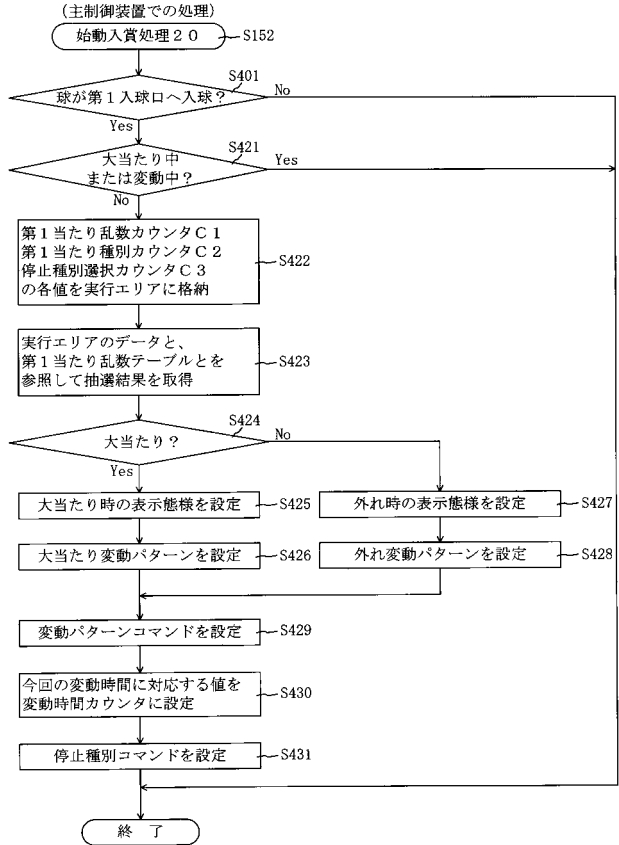 (主制御装置での処理)
始動入賞処理２０
S152
S401
球が第１入球口へ入球？
No
Yes
S421
大当たり中
または変動中？
Yes
No
第１当たり乱数カウンタＣ１
第１当たり種別カウンタＣ２
停止種別選択カウンタＣ３
の各値を実行エリアに格納
S422
実行エリアのデータと、
第１当たり乱数テーブルとを
参照して抽選結果を取得
S423
S424
大当たり？
No
Yes
大当たり時の表示態様を設定
S425
外れ時の表示態様を設定
S427
大当たり変動パターンを設定
S426
外れ変動パターンを設定
S428
変動パターンコマンドを設定
S429
今回の変動時間に対応する値を
変動時間カウンタに設定
S430
停止種別コマンドを設定
S431
終 了